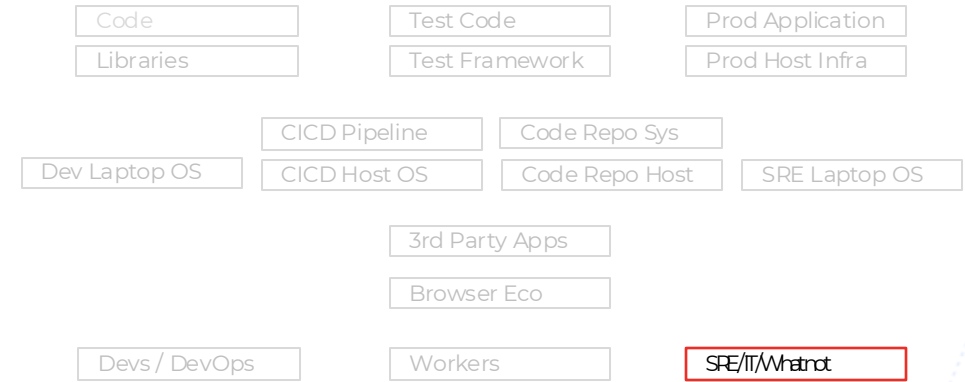 Code
Test Code
Prod Application
Libraries
Test Framework
Prod Host Infra
CICD Pipeline
Code Repo Sys
Dev Laptop OS
CICD Host OS
Code Repo Host
SRE Laptop OS
3rd Party Apps
Browser Eco
Devs / DevOps
Workers
SRE/IT/Whatnot